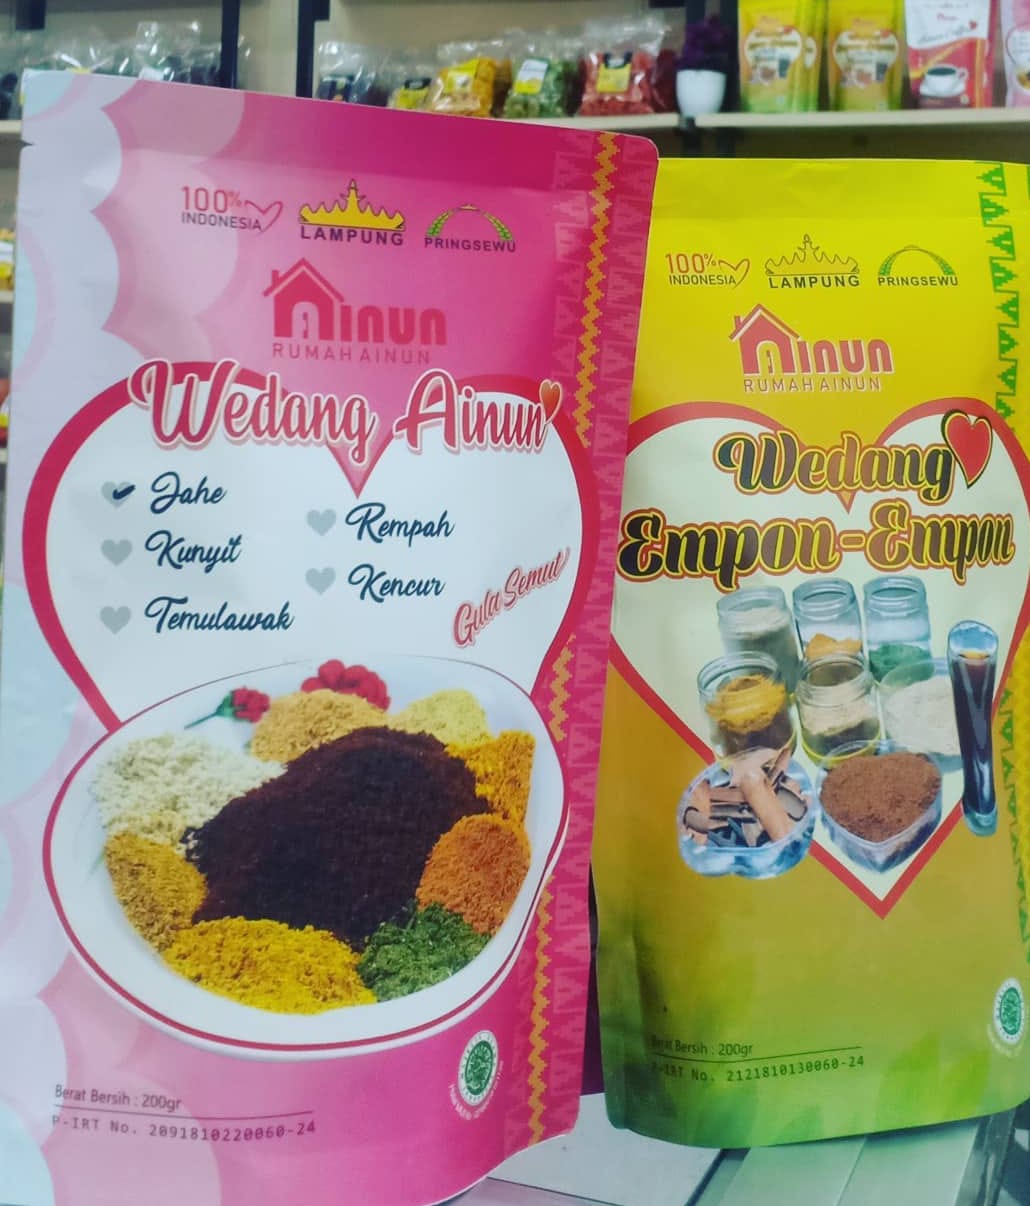 100%
INDONESIA
LAMPUNG
PRINGSEWU
Ainun
RUMAH AINUN
Wedang Ainun
Jahe
Kunyit
Temulawak
Rempah
Kencur
Gula Semut
Berat Bersih : 200gr
P-IRT No. 2091810220060-24
100%
INDONESIA
LAMPUNG
PRINGSEWU
Ainun
RUMAH AINUN
Wedang
Empon-Empon
Berat Bersih : 200gr
P-IRT No. 2121810130060-24